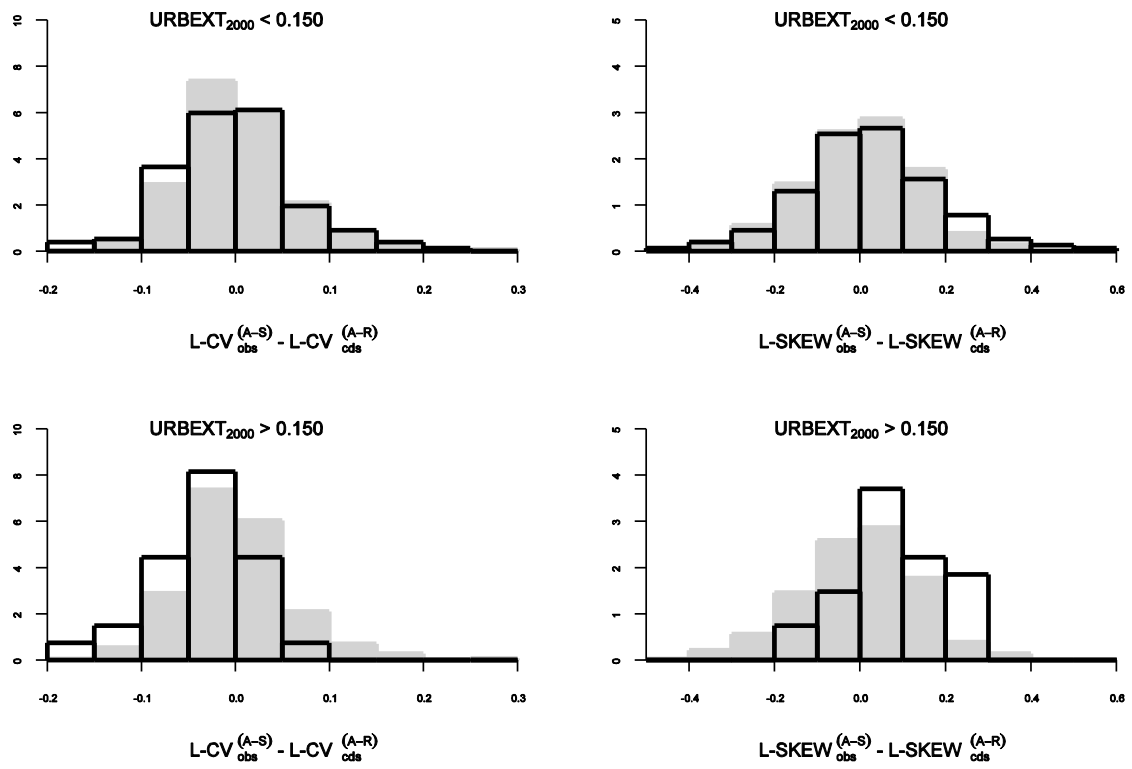 URBEXT2000 < 0.150
10
8
6
4
2
0
-0.2 -0.1 0.0 0.1 0.2 0.3
L-CV obs (A–S) - L-CV cds (A–R)
URBEXT2000 < 0.150
5
4
3
2
1
0
-0.4 -0.2 0.0 0.2 0.4 0.6
L-SKEW obs (A–S) - L-SKEW cds (A–R)
URBEXT2000 > 0.150
10
8
6
4
2
0
-0.2 -0.1 0.0 0.1 0.2 0.3
L-CV obs (A–S) - L-CV cds (A–R)
URBEXT2000 > 0.150
5
4
3
2
1
0
-0.4 -0.2 0.0 0.2 0.4 0.6
L-SKEW obs (A–S) - L-SKEW cds (A–R)